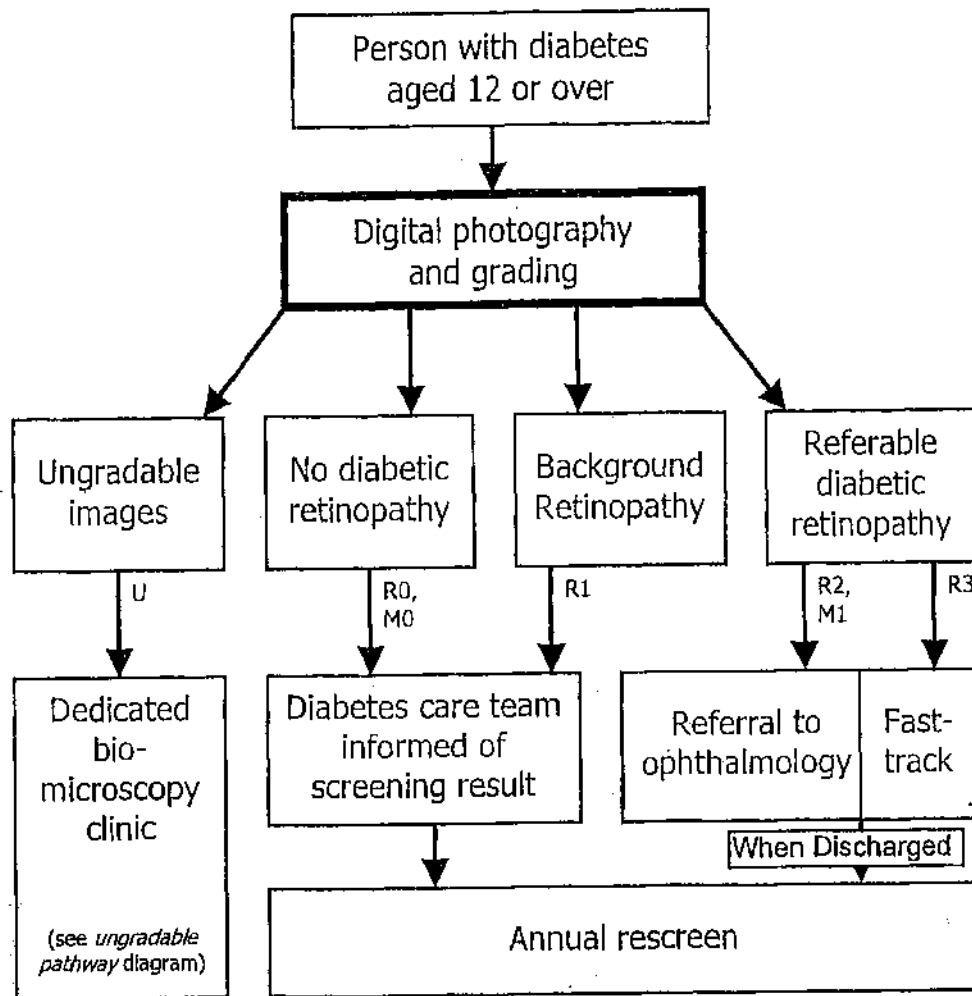 Person with diabetes
aged 12 or over
Digital photography
and grading
Ungradable
images
No diabetic
retinopathy
Background
Retinopathy
Referable
diabetic
retinopathy
U
R0,
M0
R1
R2,
M1
R3
Dedicated
bio-
microscopy
clinic
(see ungradable
pathway diagram)
Diabetes care team
informed of
screening result
Referral to
ophthalmology
Fast-
track
When Discharged
Annual rescreen